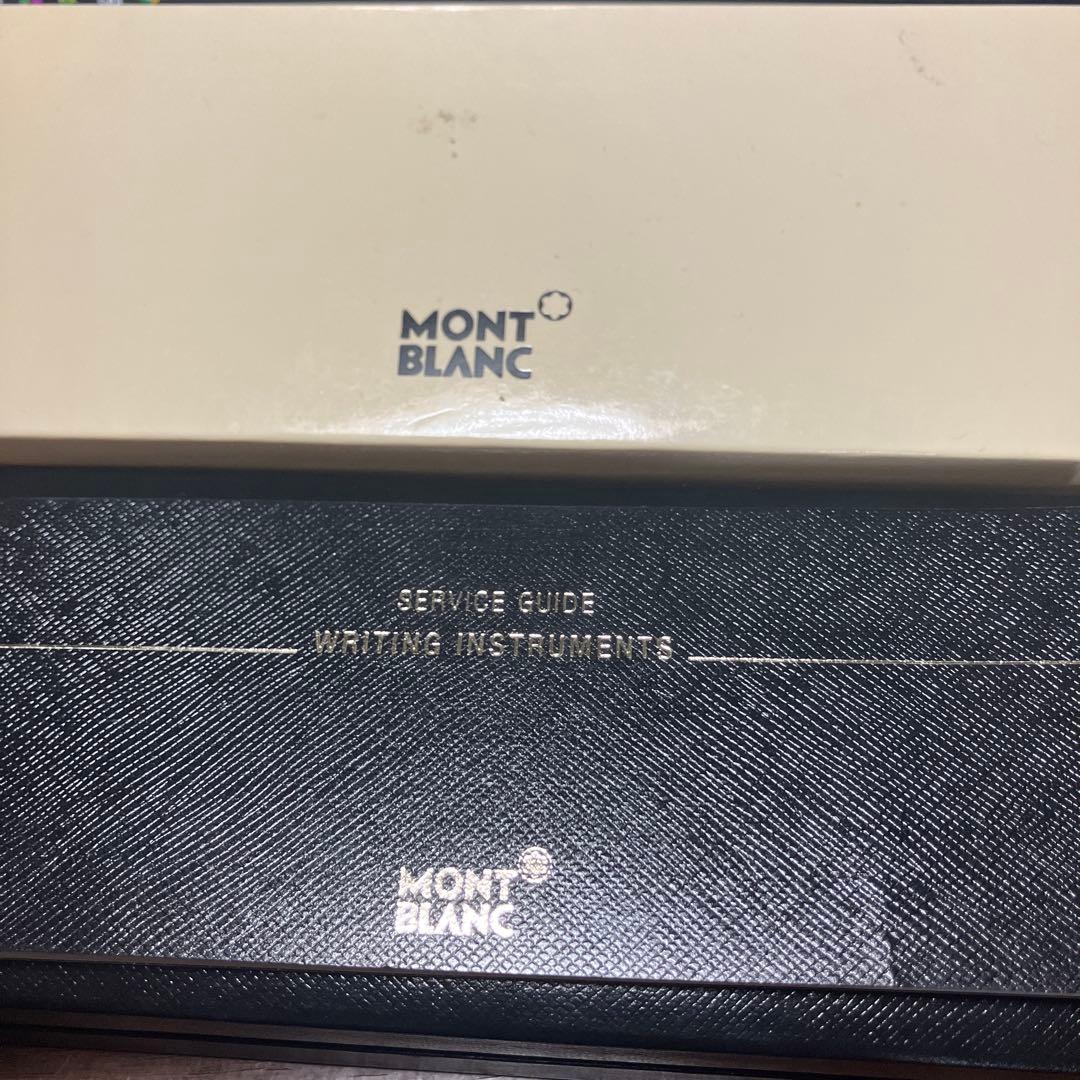 MONT
BLANC
SERVICE GUIDE
WRITING INSTRUMENTS
MONT
BLANC